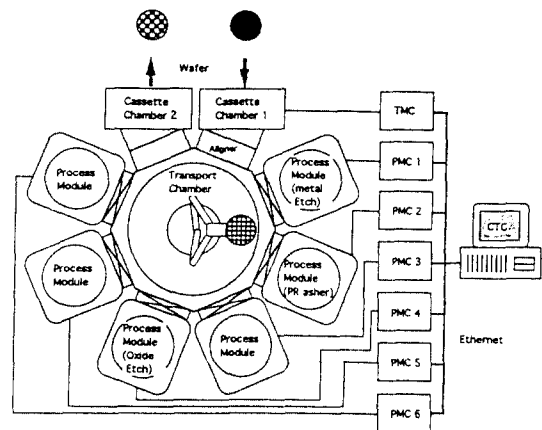 Wafer
Cassette
Chamber 2
Cassette
Chamber 1
TMC
Aligner
Process
Module
Transport
Chamber
Process
Module
(metal
Etch)
PMC 1
PMC 2
CTC
Process
Module
Process
Module
(PR asher)
PMC 3
Process
Module
(Oxide
Etch)
Process
Module
PMC 4
Ethernet
PMC 5
PMC 6